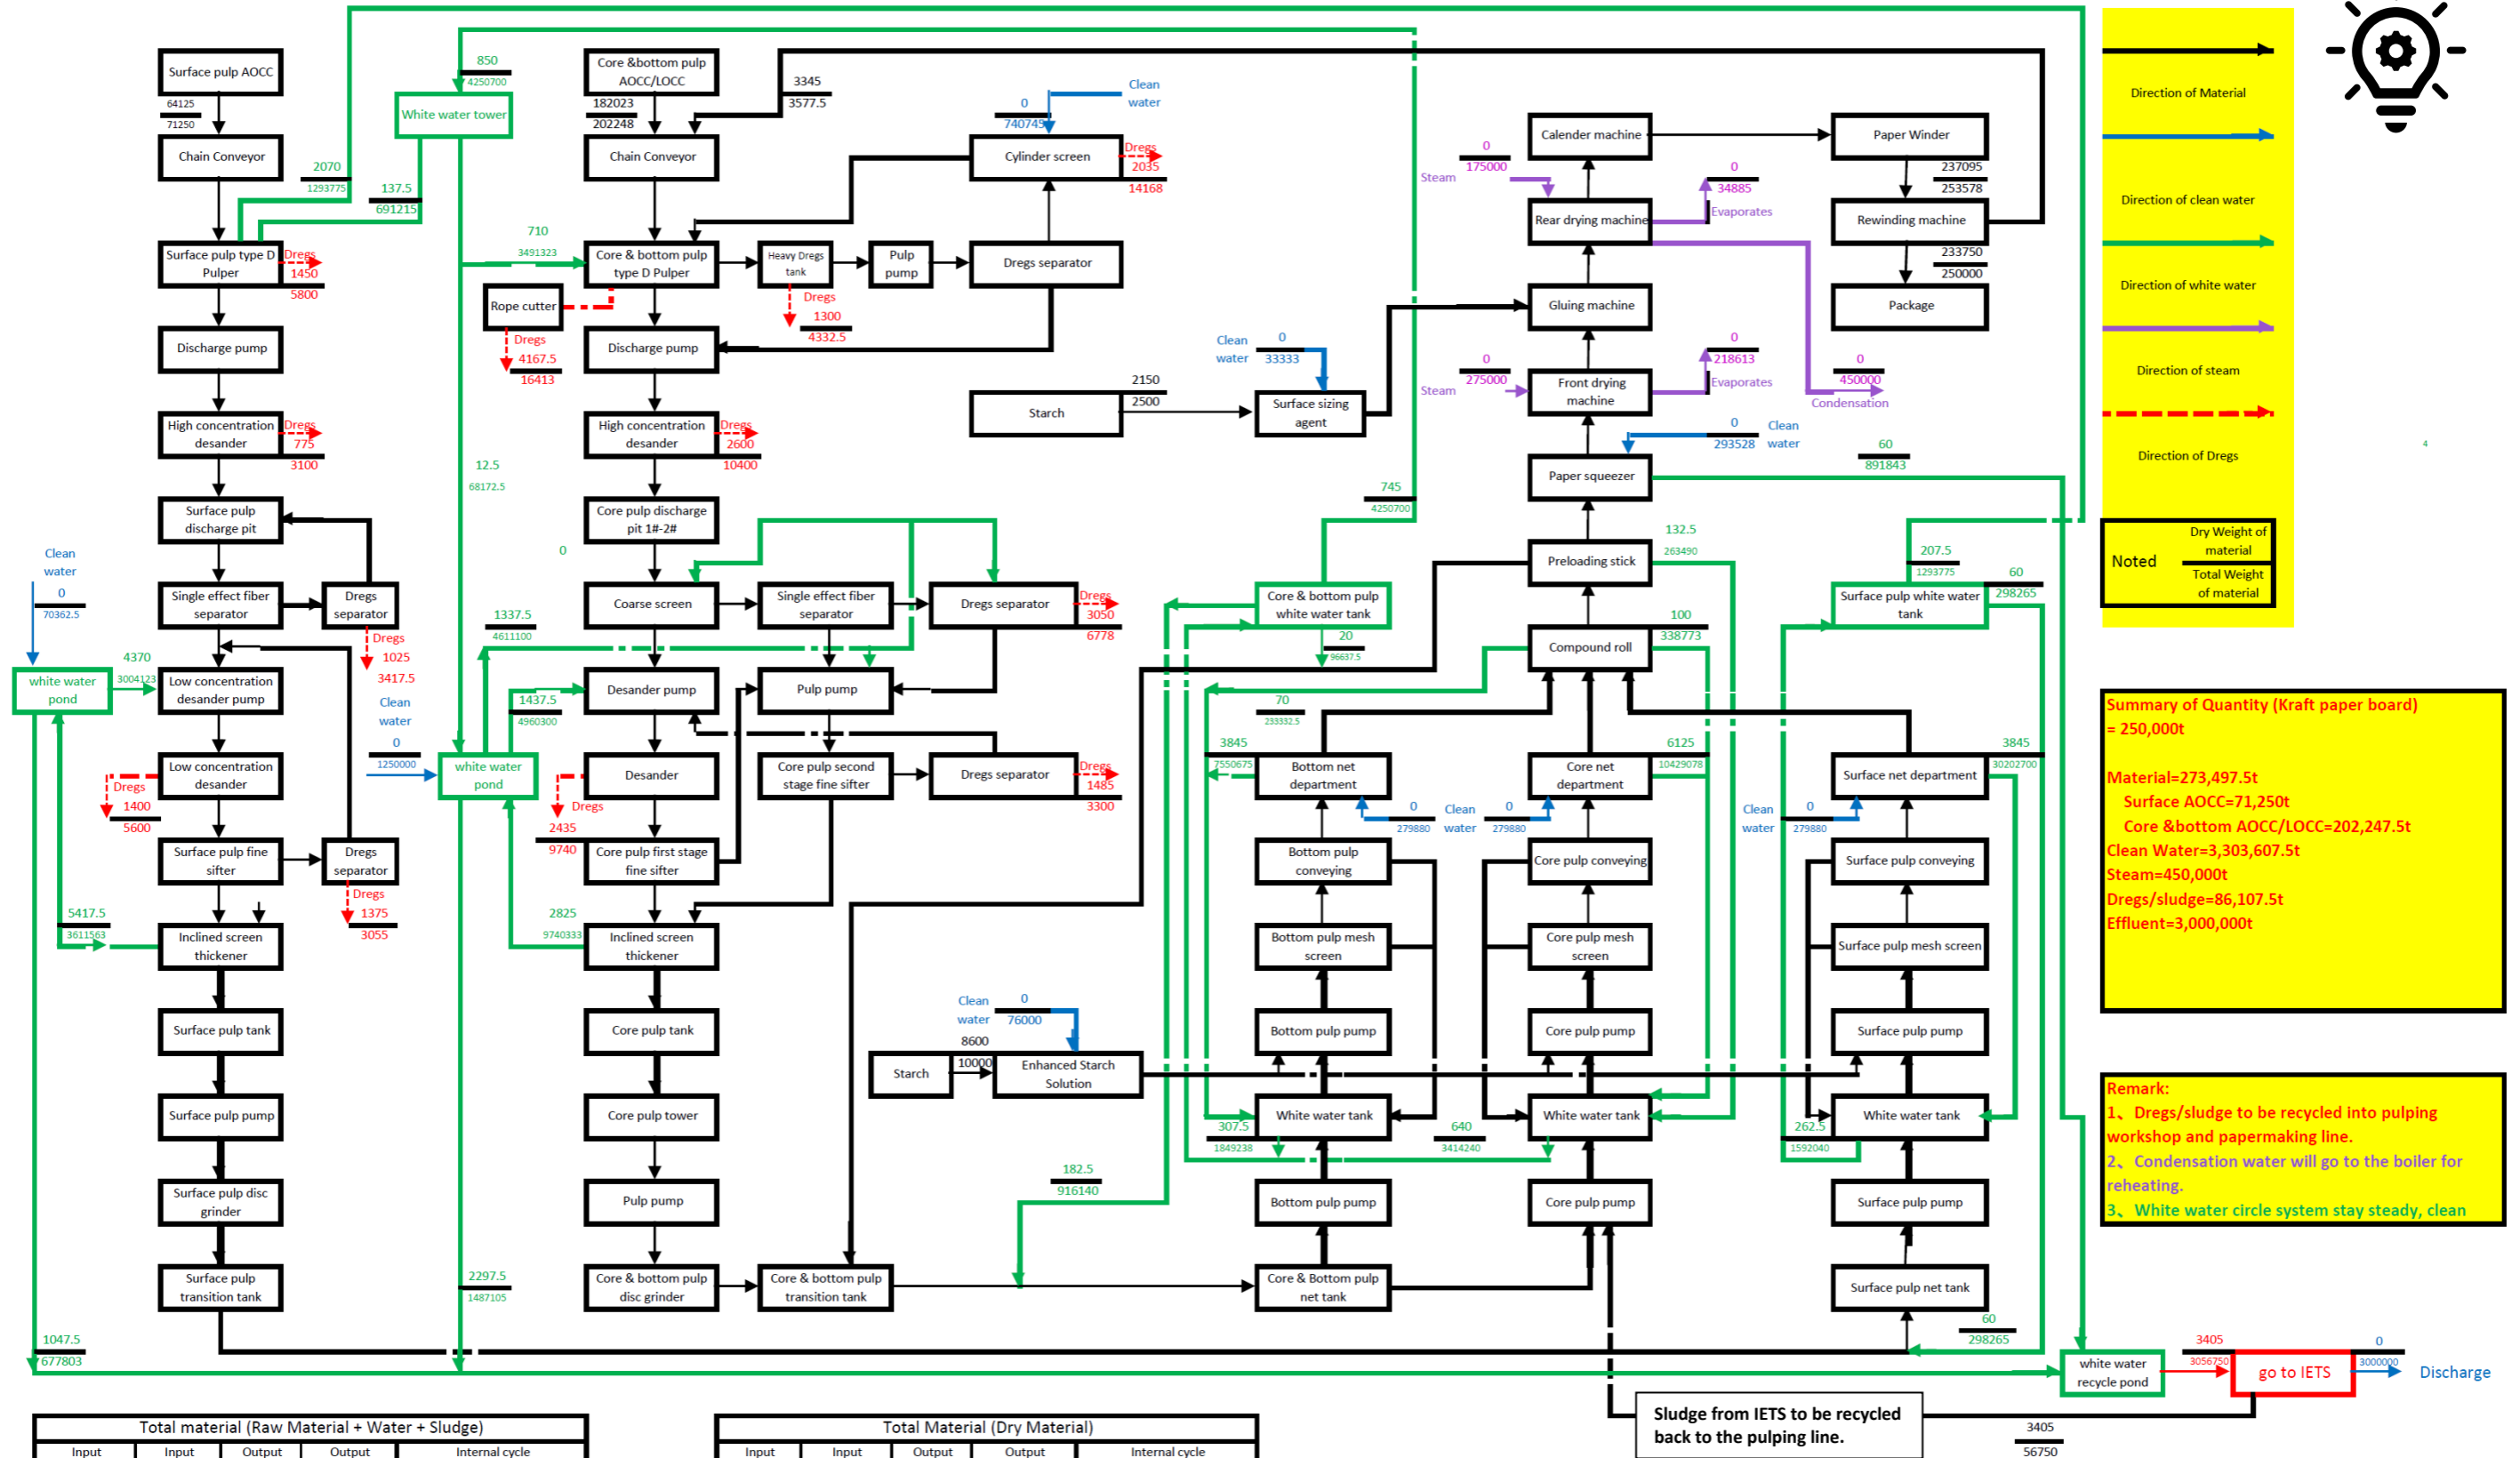 Surface pulp AOCC
64125
71250
Chain Conveyor
2070
1293775
137.5
691215
Surface pulp type D
Pulper
Dregs
1450
5800
Discharge pump
High concentration
desander
Dregs
775
3100
Surface pulp
discharge pit
Single effect fiber
separator
Dregs
separator
Dregs
1025
3417.5
Clean
water
0
70362.5
white water
pond
4370
3004123
Low concentration
desander pump
Low concentration
desander
Dregs
1400
5600
Surface pulp fine
sifter
Dregs
separator
Dregs
1375
3055
5417.5
3611563
Inclined screen
thickener
Surface pulp tank
Surface pulp pump
Surface pulp disc
grinder
Surface pulp
transition tank
1047.5
677803
850
4250700
White water tower
710
3491323
12.5
68172.5
Core &bottom pulp
AOCC/LOCC
182023
202248
3345
3577.5
Chain Conveyor
Core & bottom pulp
type D Pulper
Heavy Dregs
tank
Pulp
pump
Dregs separator
Dregs
1300
4332.5
Rope cutter
Dregs
4167.5
16413
Clean
water
0
740745
Cylinder screen
Dregs
2035
14168
Discharge pump
High concentration
desander
Dregs
2600
10400
Core pulp discharge
pit 1#-2#
0
Coarse screen
Single effect fiber
separator
Dregs separator
Dregs
3050
6778
1337.5
4611100
Desander pump
Pulp pump
1437.5
4960300
Clean
water
0
1250000
white water
pond
Desander
Dregs
2435
9740
Core pulp second
stage fine sifter
Dregs separator
Dregs
1485
3300
Core pulp first stage
fine sifter
2825
9740333
Inclined screen
thickener
Core pulp tank
Core pulp tower
Pulp pump
Core & bottom pulp
disc grinder
Core & bottom pulp
transition tank
2297.5
1487105
Starch
2150
2500
Clean
water
0
33333
Surface sizing
agent
Starch
8600
10000
Clean
water
0
76000
Enhanced Starch
Solution
182.5
916140
Calender machine
Paper Winder
237095
253578
Rewinding machine
233750
250000
Package
Steam
0
175000
Rear drying machine
0
34885
Evaporates
Gluing machine
Steam
0
275000
Front drying
machine
0
218613
Evaporates
0
450000
Condensation
0
293528
Clean
water
Paper squeezer
60
891843
Preloading stick
132.5
263490
745
4250700
Core & bottom pulp
white water tank
20
96637.5
Compound roll
100
338773
70
233332.5
207.5
1293775
Surface pulp white water
tank
60
298265
3845
7550675
Bottom net
department
Core net
department
6125
10429078
Surface net department
3845
30202700
0
279880
Clean
water
0
279880
Clean
water
0
279880
Bottom pulp
conveying
Core pulp conveying
Surface pulp conveying
Bottom pulp mesh
screen
Core pulp mesh
screen
Surface pulp mesh screen
Bottom pulp pump
Core pulp pump
Surface pulp pump
White water tank
White water tank
White water tank
307.5
1849238
640
3414240
262.5
1592040
Bottom pulp pump
Core pulp pump
Surface pulp pump
Core & Bottom pulp
net tank
Surface pulp net tank
60
298265
white water
recycle pond
3405
3056750
go to IETS
0
3000000
Discharge
3405
56750
Sludge from IETS to be recycled
back to the pulping line.
Direction of Material
Direction of clean water
Direction of white water
Direction of steam
Direction of Dregs
4
Noted
Dry Weight of
material
Total Weight
of material
Summary of Quantity (Kraft paper board)
= 250,000t
Material=273,497.5t
Surface AOCC=71,250t
Core &bottom AOCC/LOCC=202,247.5t
Clean Water=3,303,607.5t
Steam=450,000t
Dregs/sludge=86,107.5t
Effluent=3,000,000t
Remark:
1、Dregs/sludge to be recycled into pulping
workshop and papermaking line.
2、Condensation water will go to the boiler for
reheating.
3、White water circle system stay steady, clean
Total material (Raw Material + Water + Sludge)
Input Input Output Output Internal cycle
Total Material (Dry Material)
Input Input Output Output Internal cycle